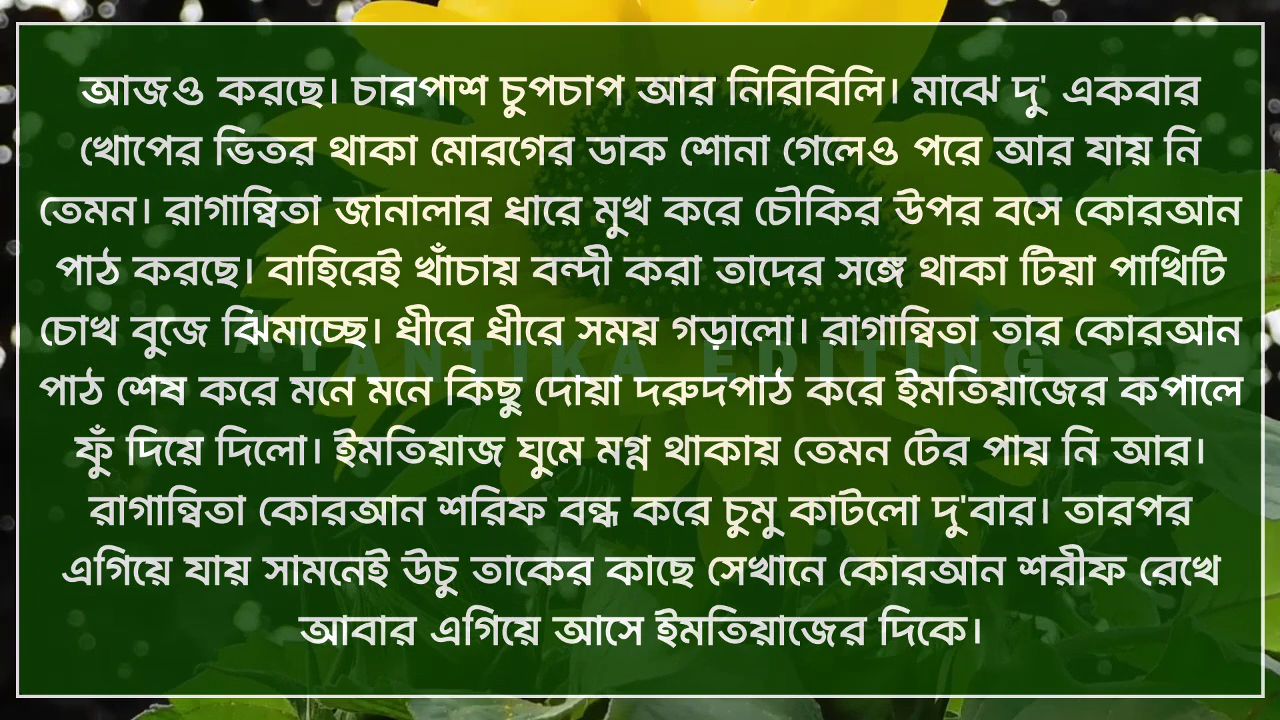 আজও করছে। চারপাশ চুপচাপ আর নিরিবিলি। মাঝে দু' একবার
খোপের ভিতর থাকা মোরগের ডাক শোনা গেলেও পরে আর যায় নি
তেমন। রাগান্বিতা জানালার ধারে মুখ করে চৌকির উপর বসে কোরআন
পাঠ করছে। বাহিরেই খাঁচায় বন্দী করা তাদের সঙ্গে থাকা টিয়া পাখিটি
চোখ বুজে ঝিমাচ্ছে। ধীরে ধীরে সময় গড়ালো। রাগান্বিতা তার কোরআন
AYANTIKA EDITING
পাঠ শেষ করে মনে মনে কিছু দোয়া দরুদপাঠ করে ইমতিয়াজের কপালে
ফুঁ দিয়ে দিলো। ইমতিয়াজ ঘুমে মগ্ন থাকায় তেমন টের পায় নি আর।
রাগান্বিতা কোরআন শরিফ বন্ধ করে চুমু কাটলো দু'বার। তারপর
এগিয়ে যায় সামনেই উচু তাকের কাছে সেখানে কোরআন শরীফ রেখে
আবার এগিয়ে আসে ইমতিয়াজের দিকে।